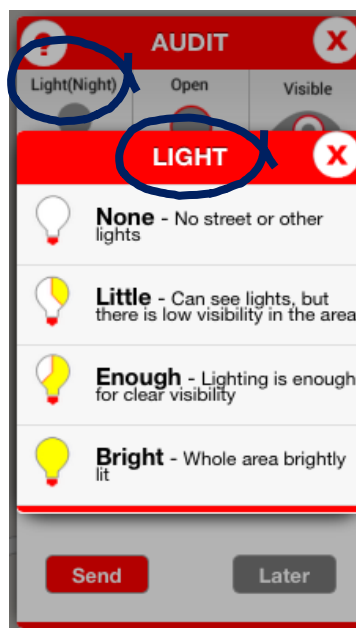 ? AUDIT X
Light(Night) Open Visible
LIGHT X
None - No street or other
lights
Little - Can see lights, but
there is low visibility in the area
Enough - Lighting is enough
for clear visibility
Bright - Whole area brightly
lit
Send Later